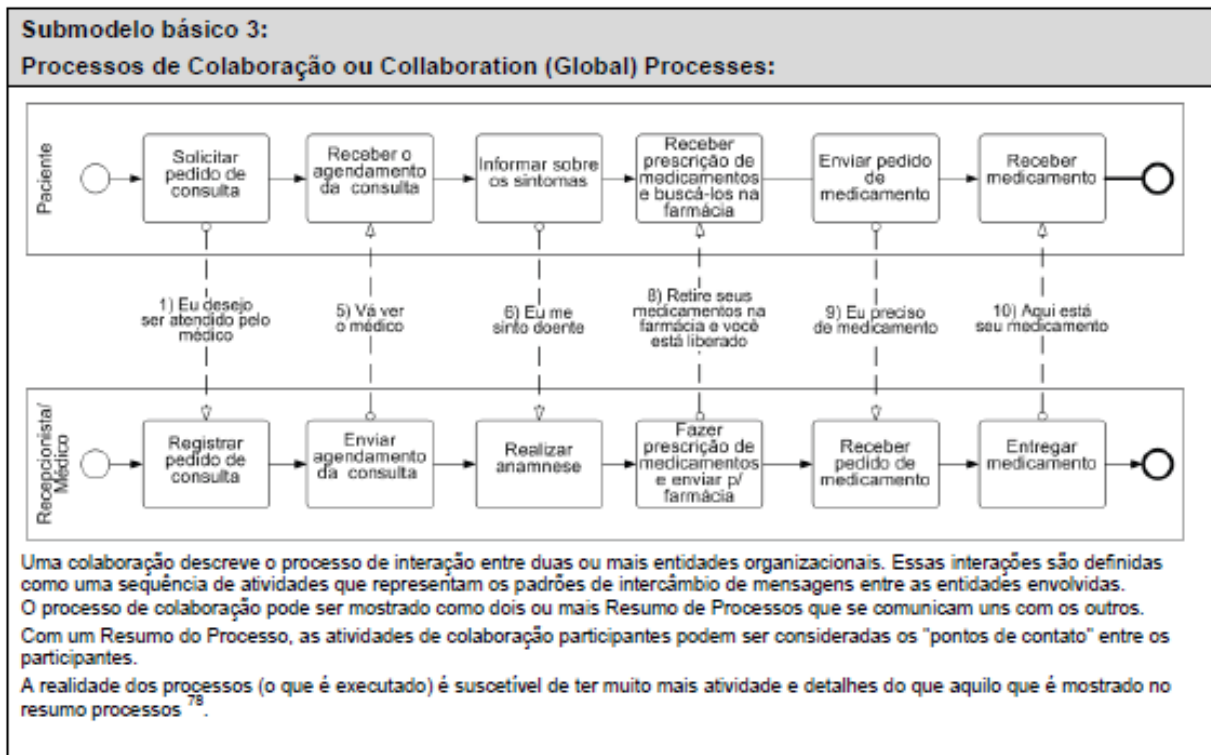 Submodelo básico 3:
Processos de Colaboração ou Collaboration (Global) Processes:
Paciente
Solicitar
pedido de
consulta
Receber o
agendamento
da consulta
Informar sobre
os sintomas
Receber
prescrição de
medicamentos
e buscá-los na
farmácia
Enviar pedido
de
medicamento
Receber
medicamento
1) Eu desejo
ser atendido pelo
médico
5) Vá ver
o médico
6) Eu me
sinto doente
8) Retire seus
medicamentos na
farmácia e você
está liberado
9) Eu preciso
de medicamento
10) Aqui está
seu medicamento
Recepcionista/
Médico
Registrar
pedido de
consulta
Enviar
agendamento
da consulta
Realizar
anamnese
Fazer
prescrição de
medicamentos
e enviar p/
farmácia
Receber
pedido de
medicamento
Entregar
medicamento
Uma colaboração descreve o processo de interação entre duas ou mais entidades organizacionais. Essas interações são definidas
como uma sequência de atividades que representam os padrões de intercâmbio de mensagens entre as entidades envolvidas.
O processo de colaboração pode ser mostrado como dois ou mais Resumo de Processos que se comunicam uns com os outros.
Com um Resumo do Processo, as atividades de colaboração participantes podem ser consideradas os "pontos de contato" entre os
participantes.
A realidade dos processos (o que é executado) é suscetível de ter muito mais atividade e detalhes do que aquilo que é mostrado no
resumo processos 78.